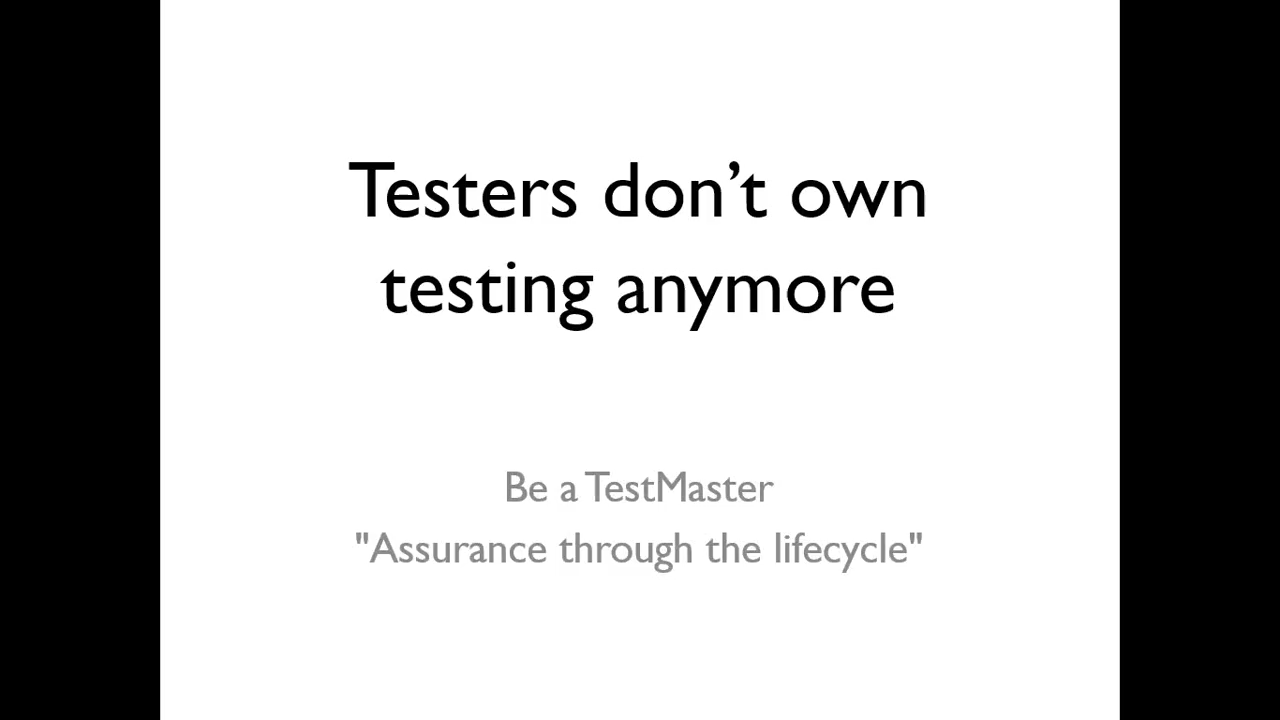 Testers don’t own
testing anymore
Be a TestMaster
"Assurance through the lifecycle"